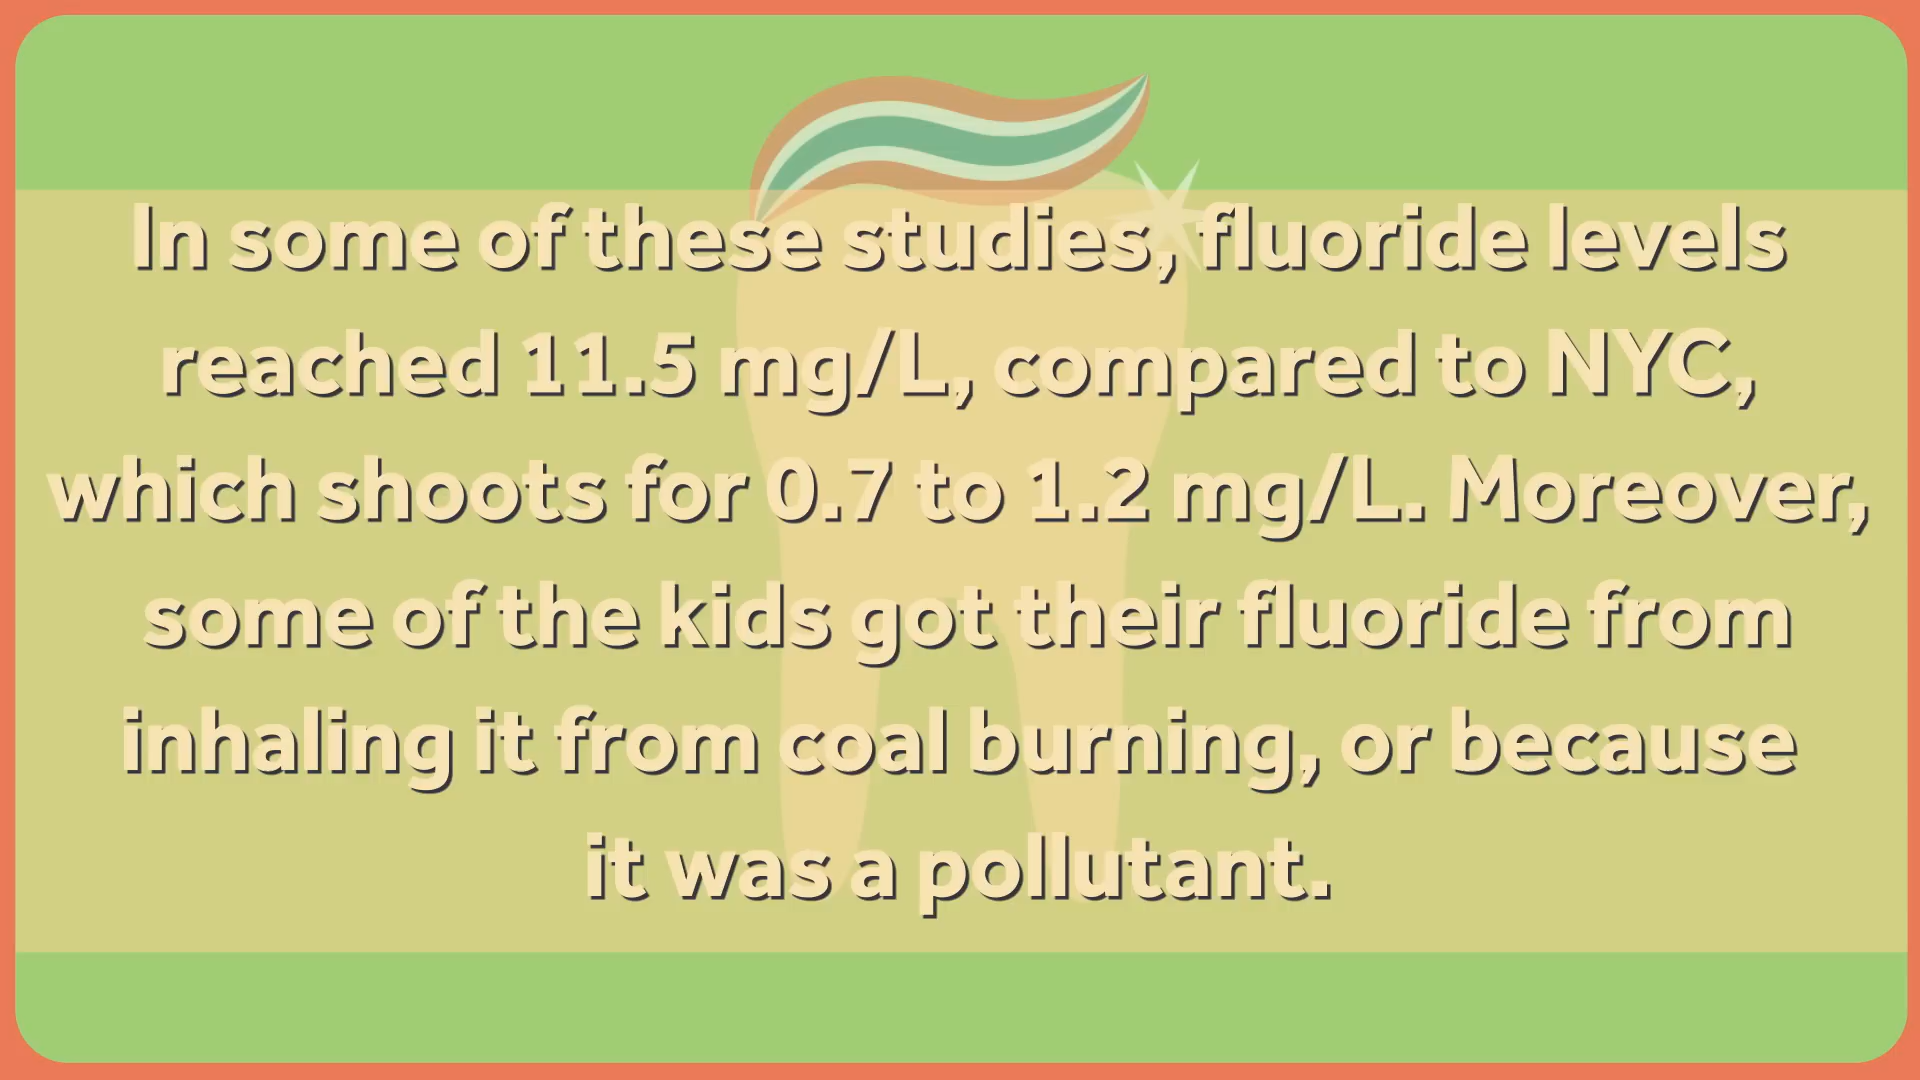 In some of these studies, fluoride levels
reached 11.5 mg/L, compared to NYC,
which shoots for 0.7 to 1.2 mg/L. Moreover,
some of the kids got their fluoride from
inhaling it from coal burning, or because
it was a pollutant.